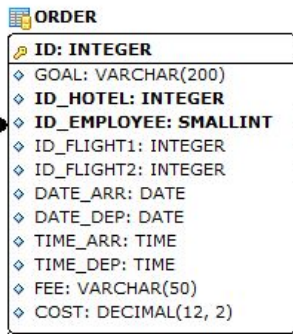 ORDER
ID: INTEGER
GOAL: VARCHAR(200)
ID_HOTEL: INTEGER
ID_EMPLOYEE: SMALLINT
ID_FLIGHT1: INTEGER
ID_FLIGHT2: INTEGER
DATE_ARR: DATE
DATE_DEP: DATE
TIME_ARR: TIME
TIME_DEP: TIME
FEE: VARCHAR(50)
COST: DECIMAL(12, 2)